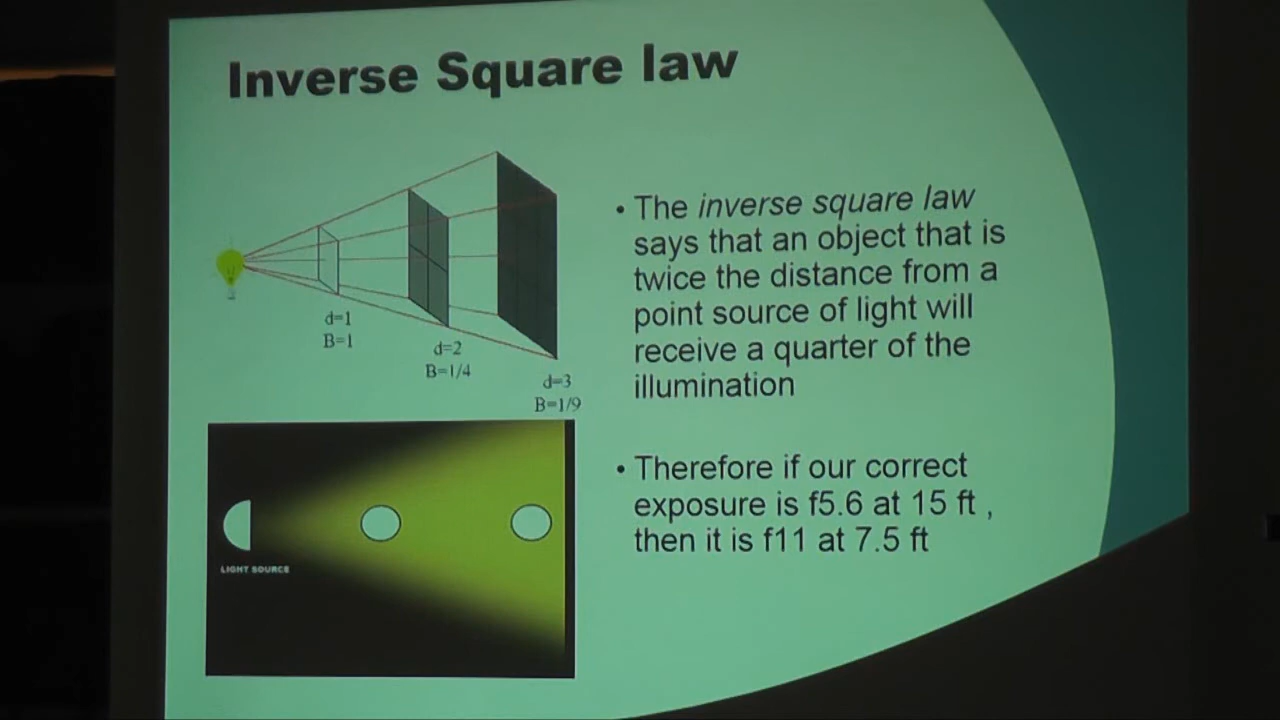 Inverse Square law
d=1
B=1
d=2
B=1/4
d=3
B=1/9
LIGHT SOURCE
• The inverse square law
says that an object that is
twice the distance from a
point source of light will
receive a quarter of the
illumination
• Therefore if our correct
exposure is f5.6 at 15 ft ,
then it is f11 at 7.5 ft